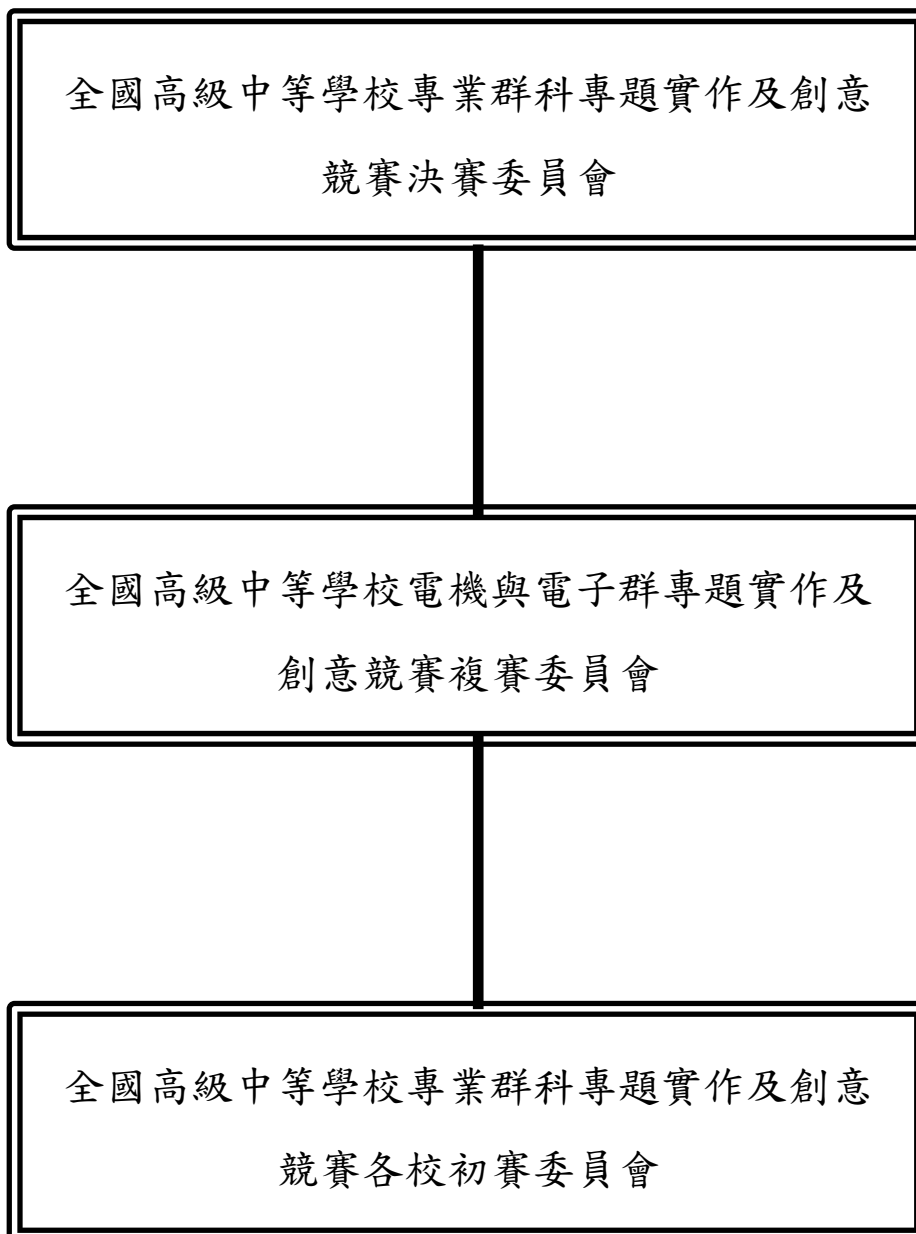 全國高級中等學校專業群科專題實作及創意
競賽決賽委員會
全國高級中等學校電機與電子群專題實作及
創意競賽複賽委員會
全國高級中等學校專業群科專題實作及創意
競賽各校初賽委員會